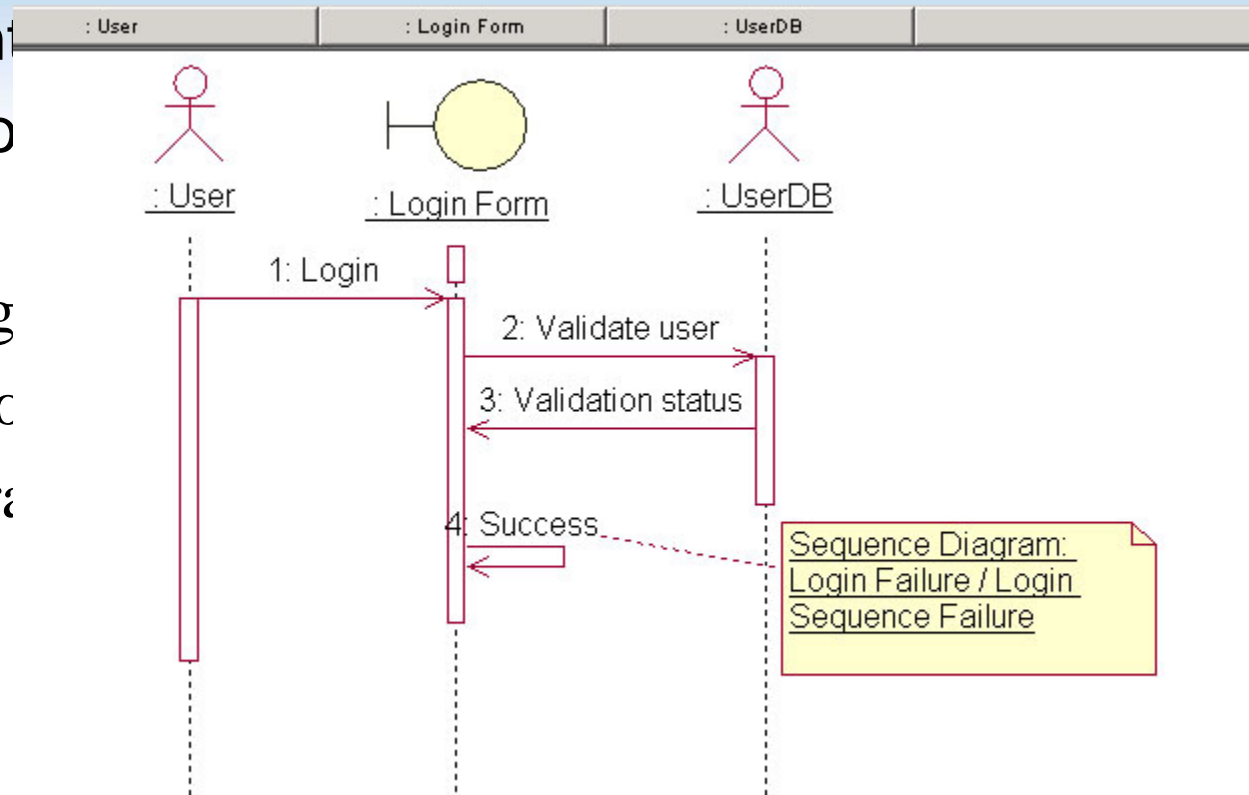 : User : Login Form : UserDB
: User : Login Form : UserDB
1: Login
2: Validate user
3: Validation status
4: Success
Sequence Diagram:
Login Failure / Login
Sequence Failure